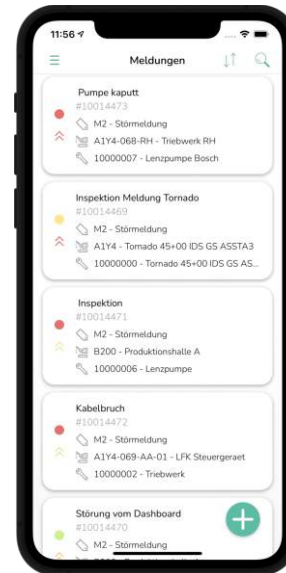 11:56
Meldungen
Pumpe kaputt
#10014473
M2 - Störmeldung
A1Y4-068-RH - Triebwerk RH
10000007 - Lenzpumpe Bosch
Inspektion Meldung Tornado
#10014469
M2 - Störmeldung
A1Y4 - Tornado 45+00 IDS GS ASSTA3
10000000 - Tornado 45+00 IDS GS AS...
Inspektion
#10014471
M2 - Störmeldung
B200 - Produktionshalle A
10000006 - Lenzpumpe
Kabelbruch
#10014472
M2 - Störmeldung
A1Y4-069-AA-01 - LFK Steuergeraet
10000002 - Triebwerk
Störung vom Dashboard
#10014470
M2 - Störmeldung